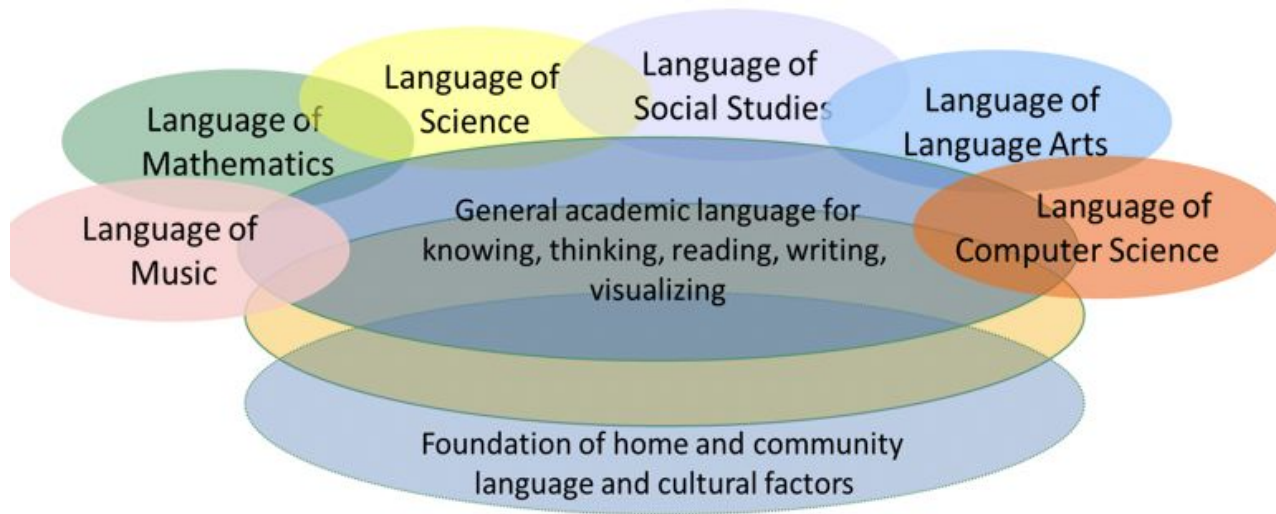 Language of
Music
Language of
Mathematics
Language of
Science
Language of
Social Studies
Language of
Language Arts
Language of
Computer Science
General academic language for
knowing, thinking, reading, writing,
visualizing
Foundation of home and community
language and cultural factors